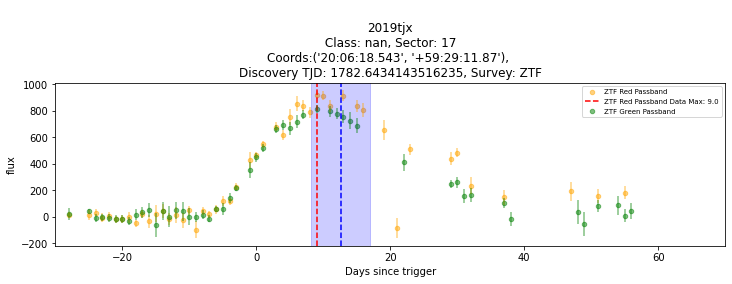 2019tjx
Class: nan, Sector: 17
Coords:('20:06:18.543', '+59:29:11.87'),
Discovery TJD: 1782.6434143516235, Survey: ZTF
flux
1000
800
600
400
200
0
−200
−20
0
20
40
60
Days since trigger
ZTF Red Passband
ZTF Red Passband Data Max: 9.0
ZTF Green Passband